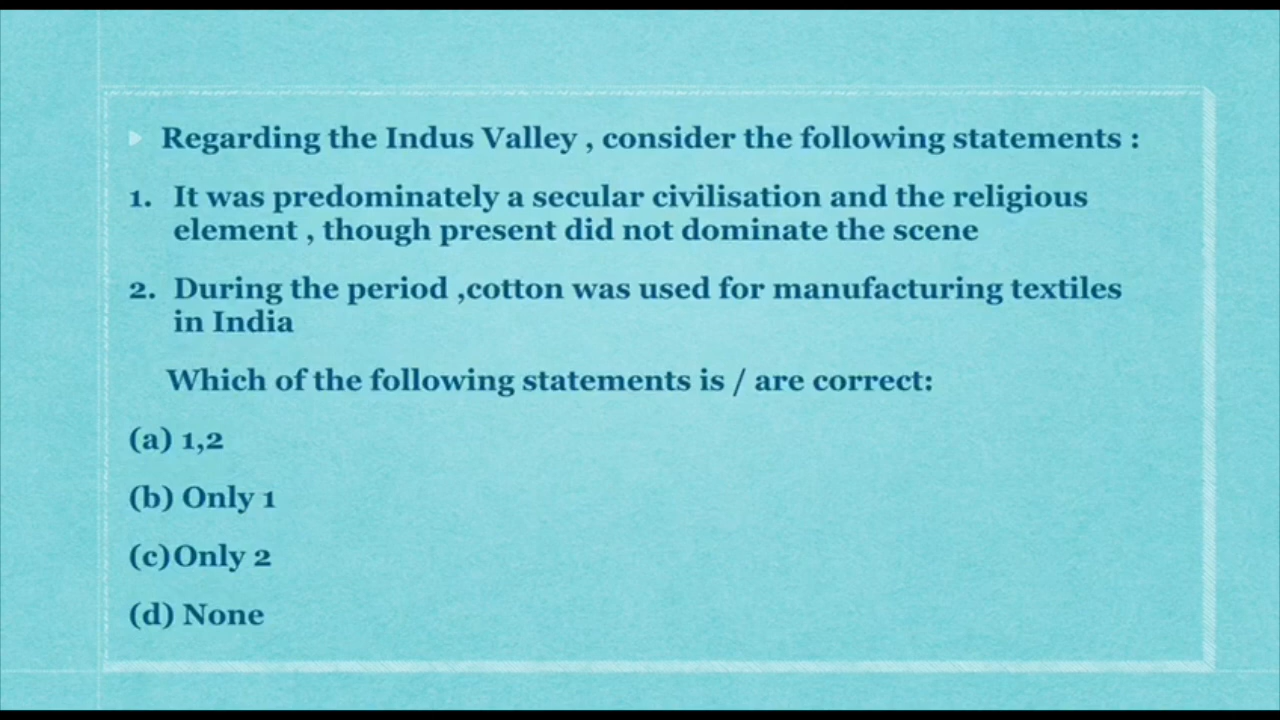 Regarding the Indus Valley , consider the following statements :
1. It was predominately a secular civilisation and the religious
element , though present did not dominate the scene
2. During the period ,cotton was used for manufacturing textiles
in India
Which of the following statements is / are correct:
(a) 1,2
(b) Only 1
(c)Only 2
(d) None